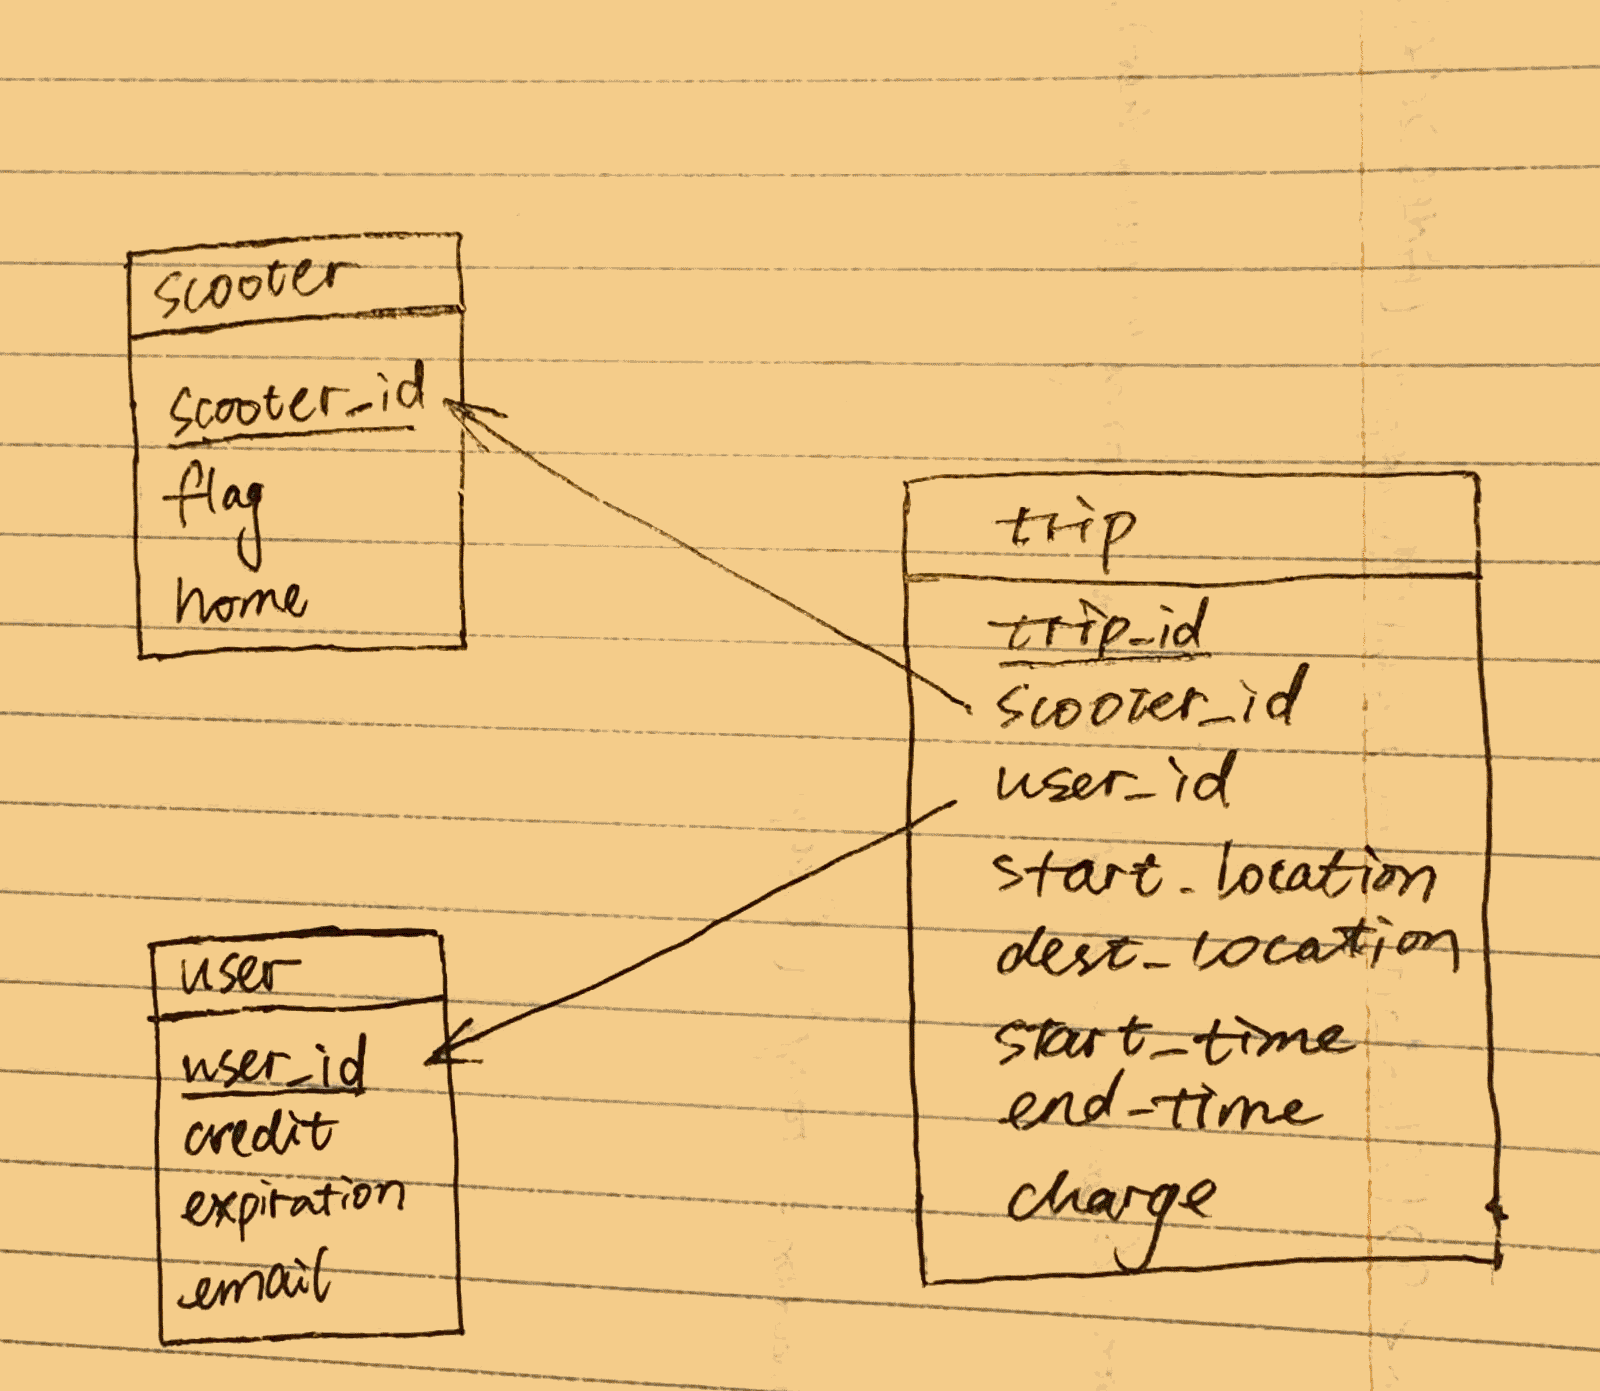 scooter
scooter_id
flag
home
trip
trip_id
scooter_id
user_id
start_location
dest_location
start_time
end_time
charge
user
user_id
credit
expiration
email